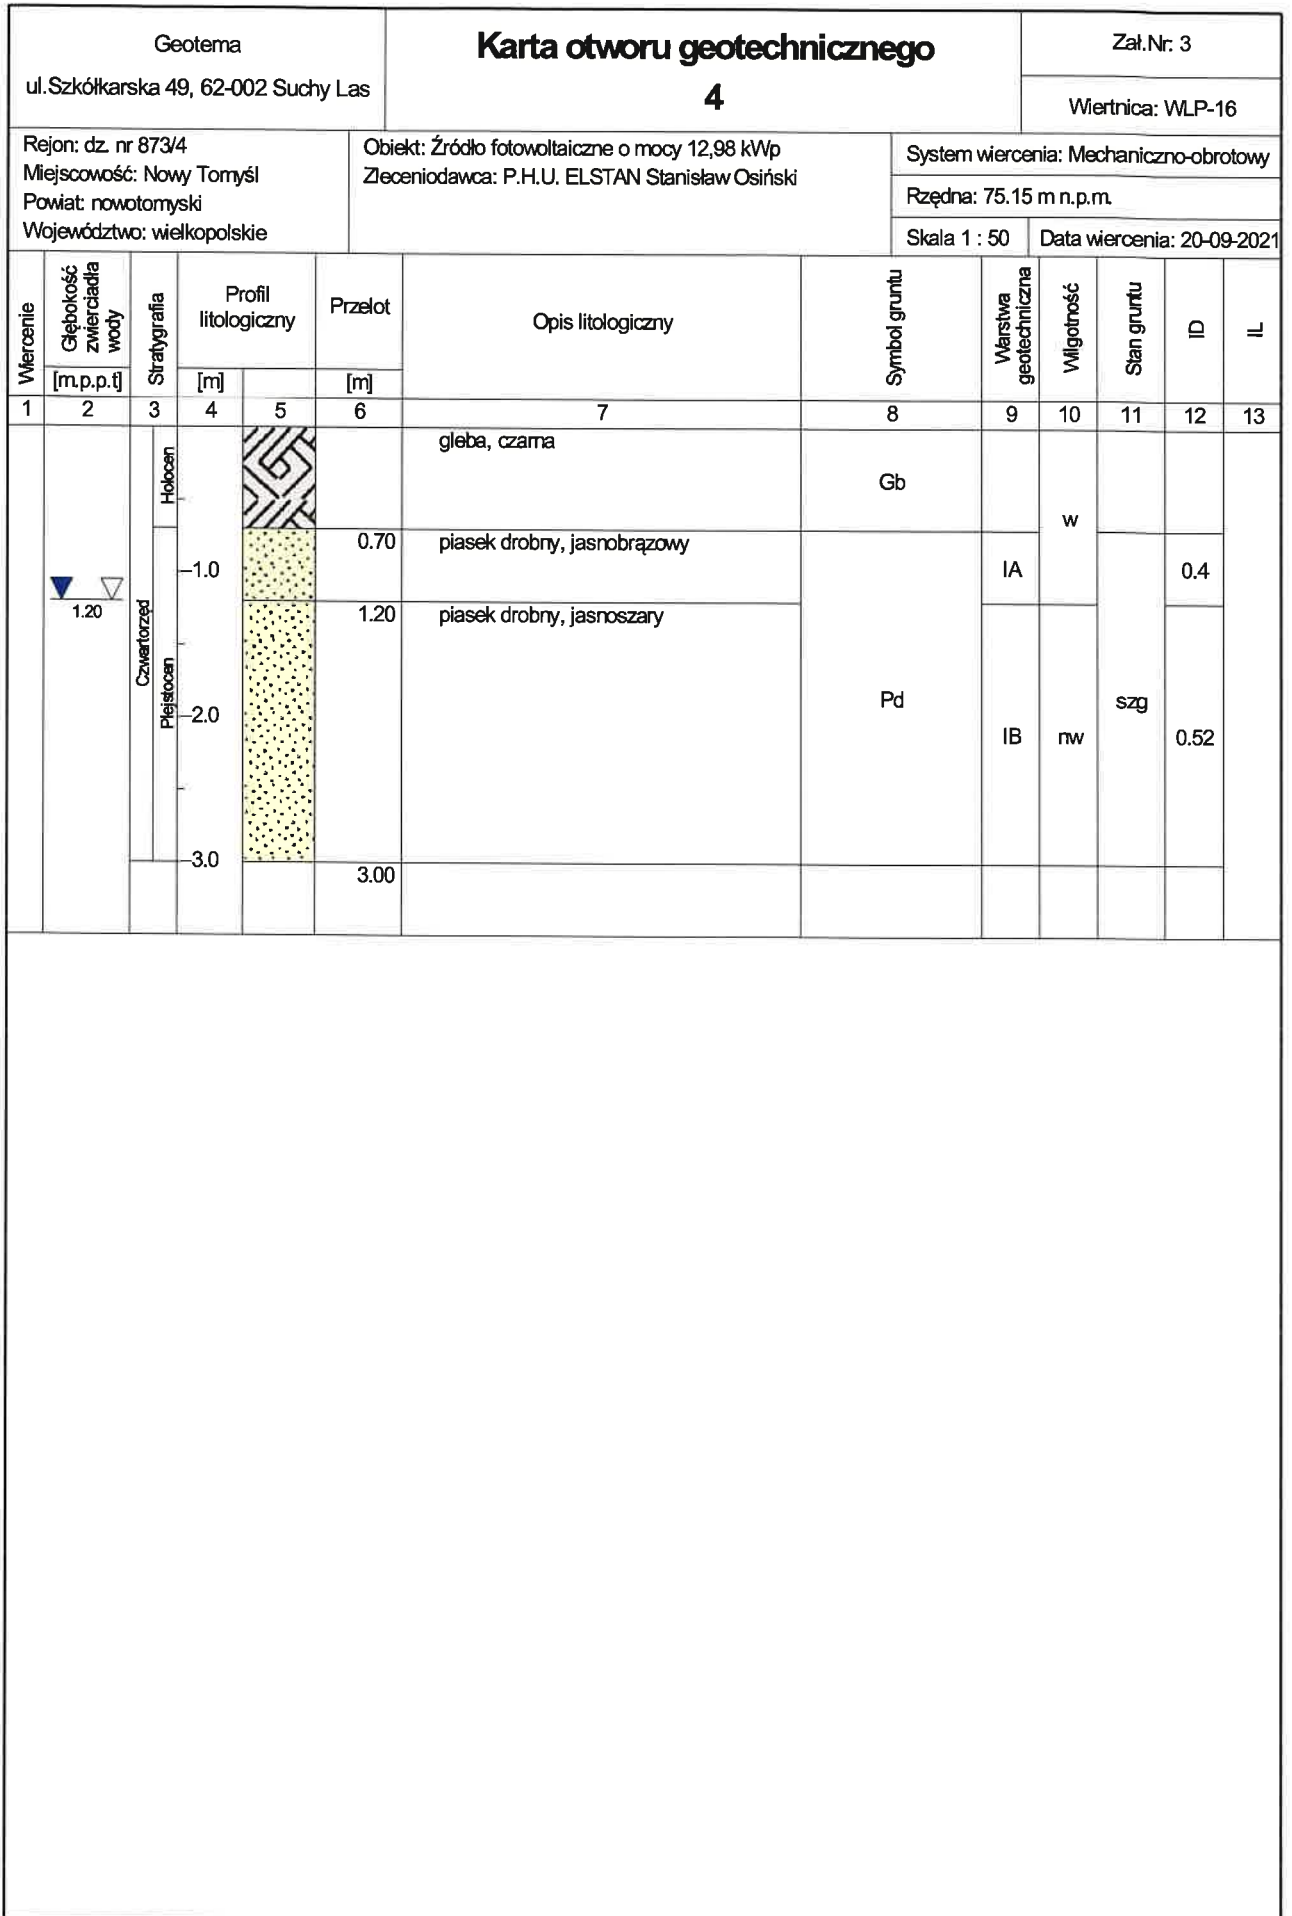 Geotema
ul.Szkółkarska 49, 62-002 Suchy Las
Karta otworu geotechnicznego
4
Zał.Nr: 3
Wiertnica: WLP-16
Rejon: dz. nr 873/4
Miejscowość: Nowy Tomyśl
Powiat: nowotomyski
Województwo: wielkopolskie
Obiekt: Źródło fotowoltaiczne o mocy 12,98 kWp
Zleceniodawca: P.H.U. ELSTAN Stanisław Osiński
System wiercenia: Mechaniczno-obrotowy
Rzędna: 75.15 m n.p.m.
Skala 1 : 50
Data wiercenia: 20-09-2021
Wiercenie
Głębokość
zwierciadła
wody
[m.p.p.t]
Stratygrafia
Profil
litologiczny
[m]
Przelot
[m]
Opis litologiczny
Symbol gruntu
Warstwa
geotechniczna
Wilgotność
Stan gruntu
ID
IL
1 2 3 4 5 6 7 8 9 10 11 12 13
Holocen
gleba, czarna
Gb
w
0.70 piasek drobny, jasnobrązowy
-1.0
IA
0.4
1.20
1.20 piasek drobny, jasnoszary
Czwartorzęd
Plejstocen
Pd
szg
-2.0
IB
nw
0.52
-3.0
3.00